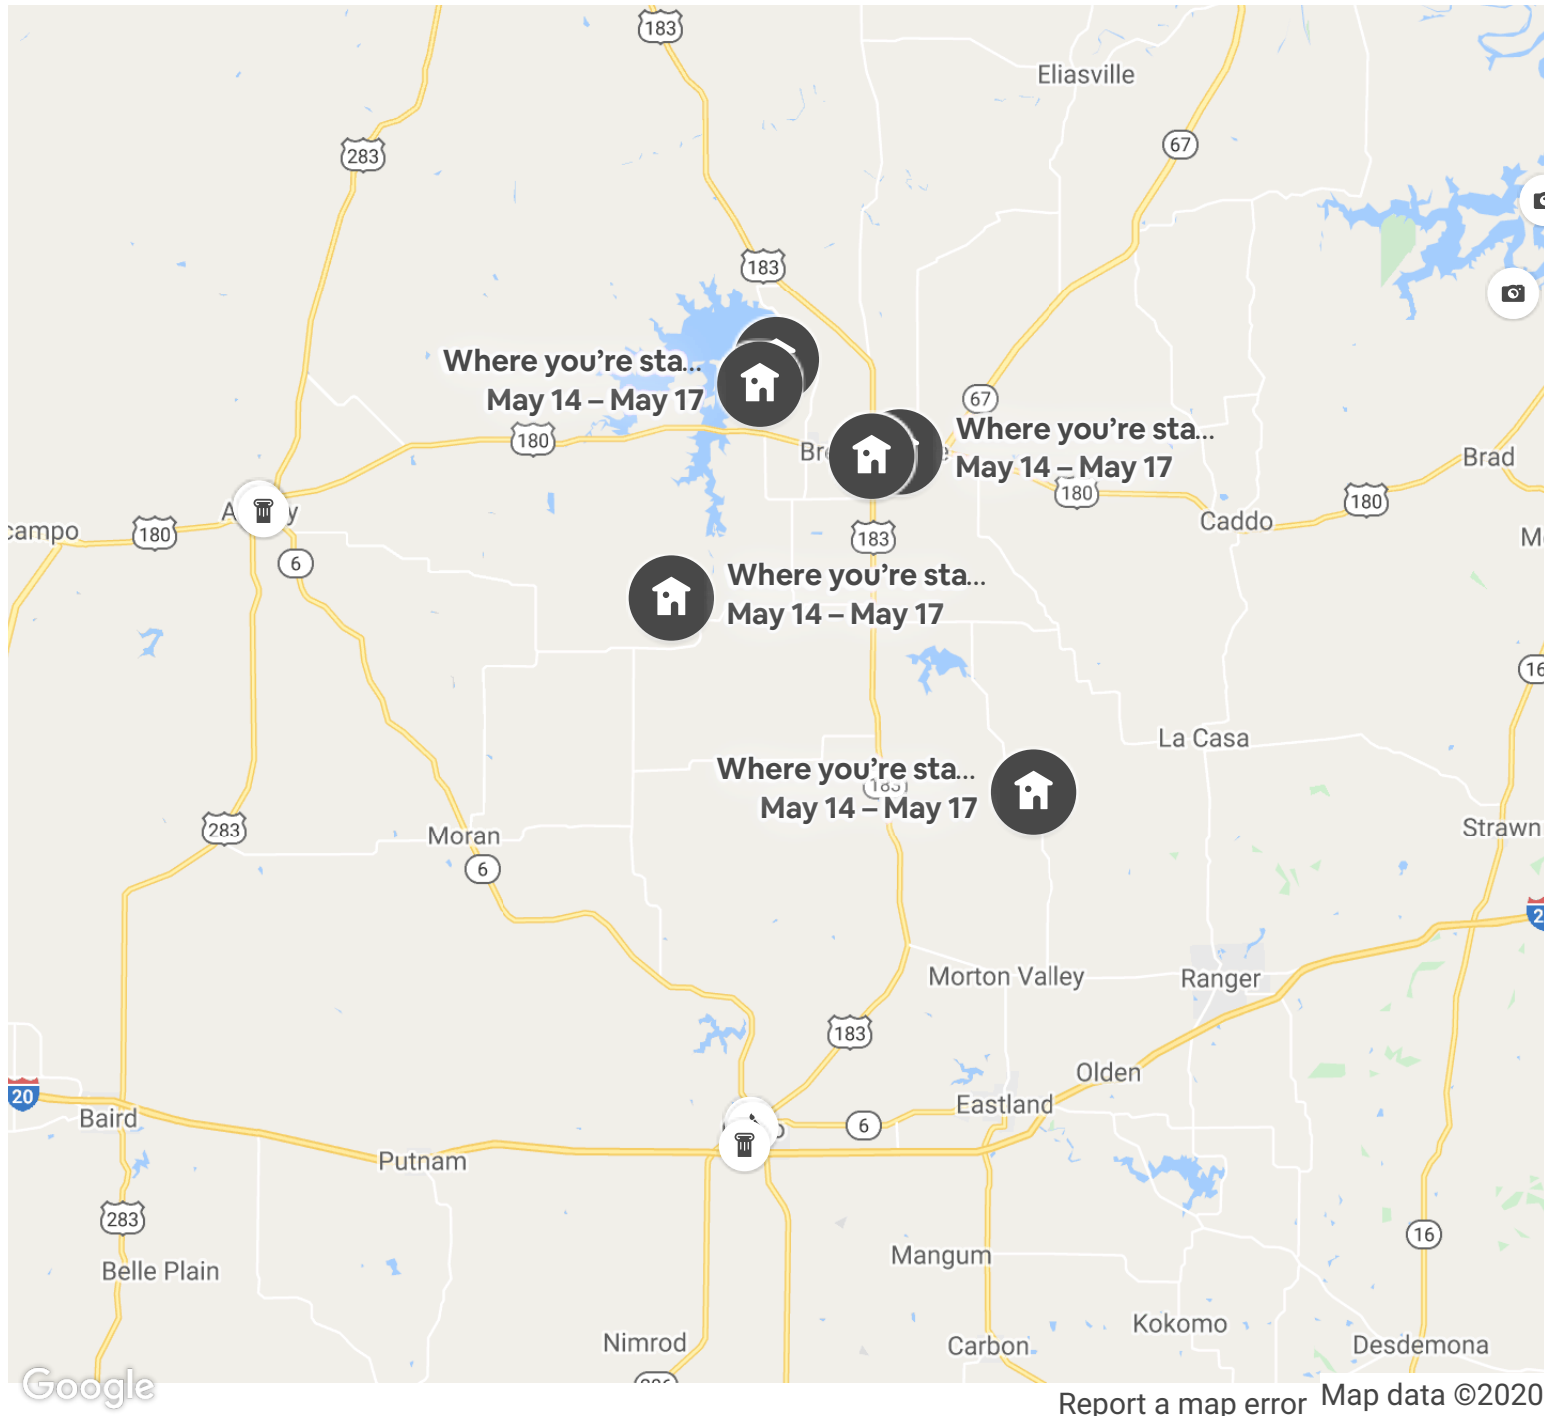 183
Eliasville
67
283
183
Where you're sta...
May 14 – May 17
67
180
Where you're sta...
May 14 – May 17
Brad
180
180
Caddo
campo
180
6
183
Where you're sta...
May 14 – May 17
16
La Casa
Where you're sta...
183
May 14 – May 17
283
Moran
6
Strawn
Morton Valley
Ranger
183
Olden
20
Baird
Eastland
6
Putnam
283
16
Mangum
Belle Plain
Kokomo
Nimrod
Carbon
Desdemona
Google
Report a map error
Map data ©2020